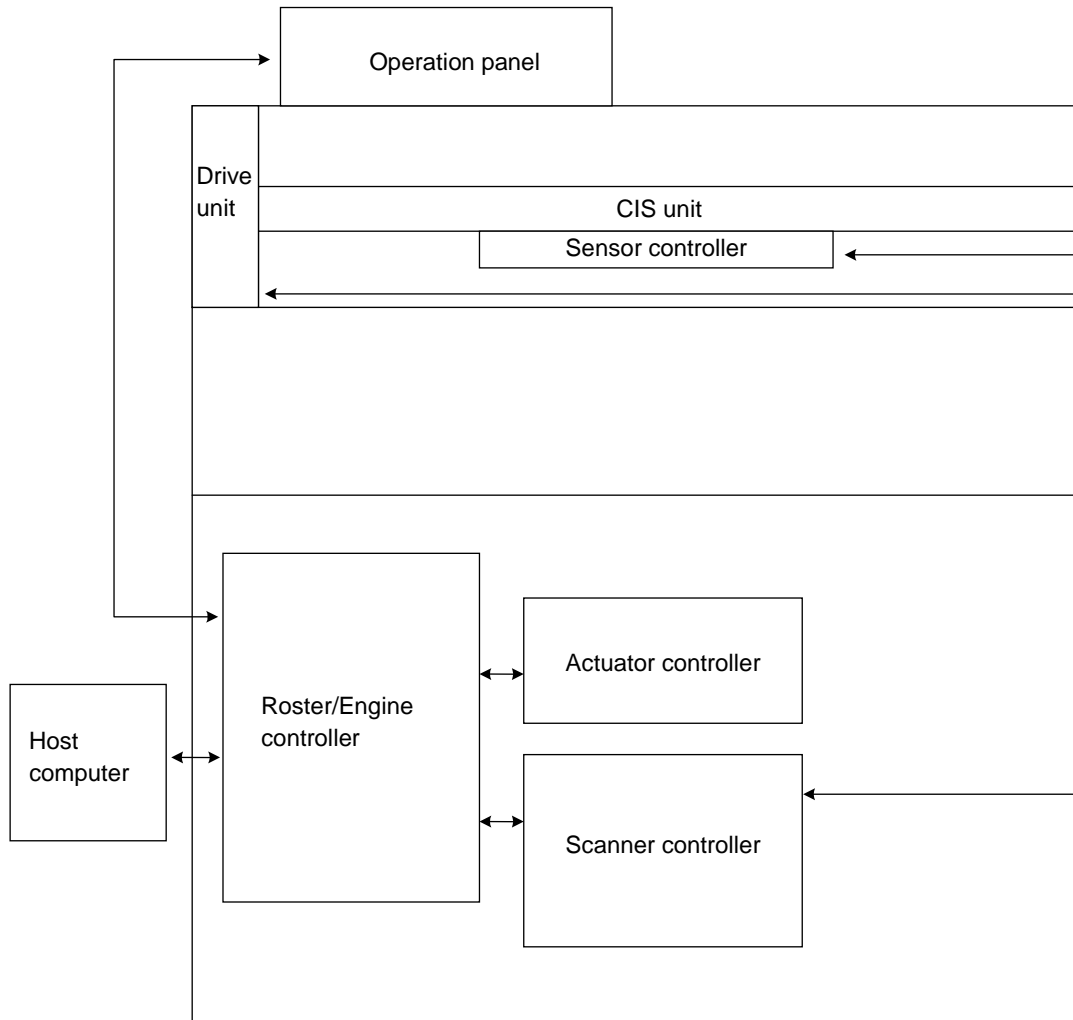 Operation panel
Drive
unit
CIS unit
Sensor controller
Roster/Engine
controller
Actuator controller
Host
computer
Scanner controller